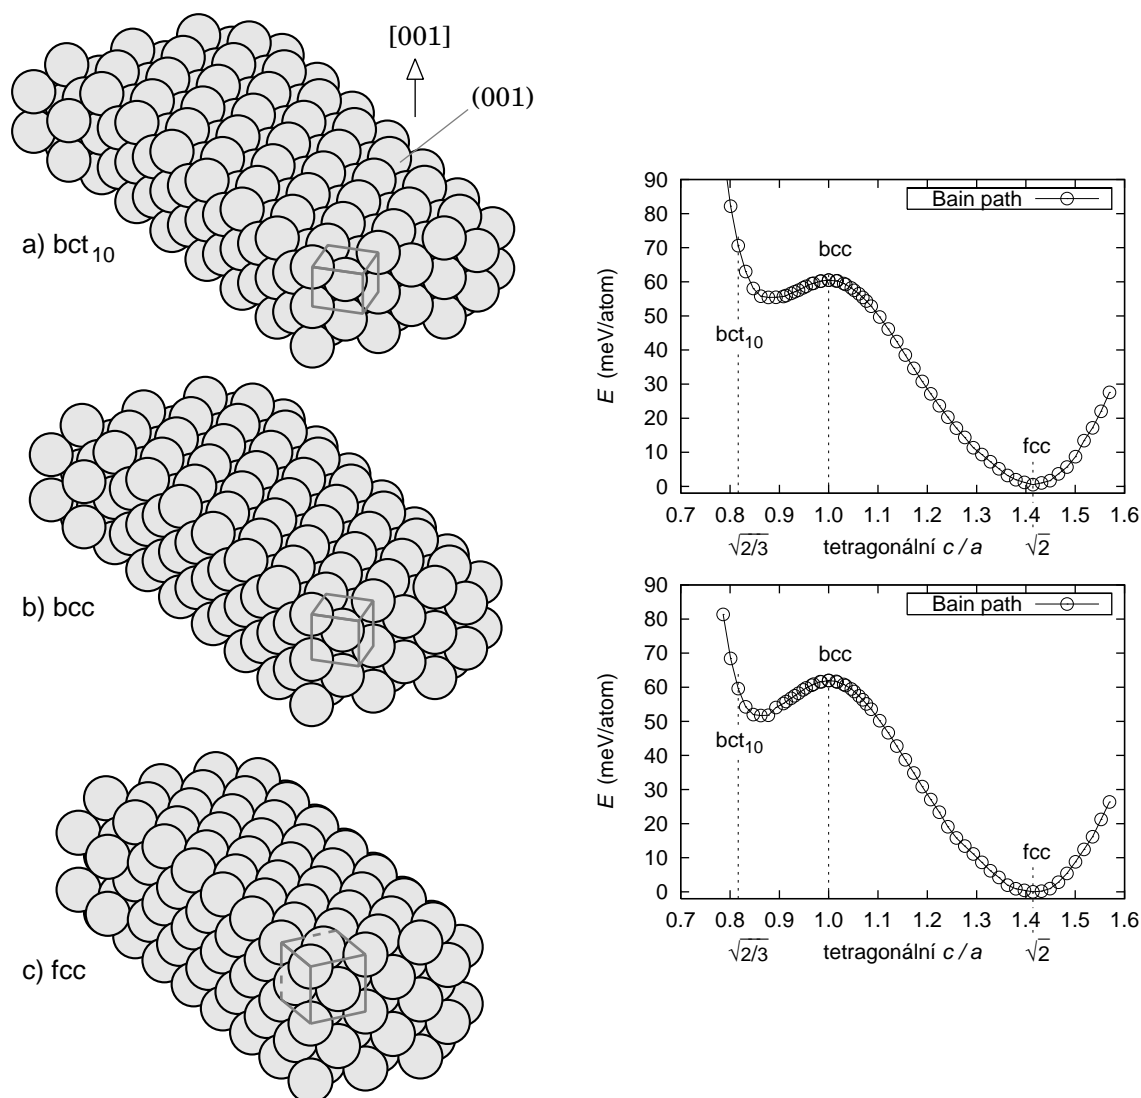 [001]
(001)
a) bct10
b) bcc
c) fcc
90
80
70
60
50
40
30
20
10
0
E (meV/atom)
Bain path
bcc
bct10
fcc
0.7 0.8 0.9 1.0 1.1 1.2 1.3 1.4 1.5 1.6
√2/3 tetragonální c/a √2
90
80
70
60
50
40
30
20
10
0
E (meV/atom)
Bain path
bcc
bct10
fcc
0.7 0.8 0.9 1.0 1.1 1.2 1.3 1.4 1.5 1.6
√2/3 tetragonální c/a √2